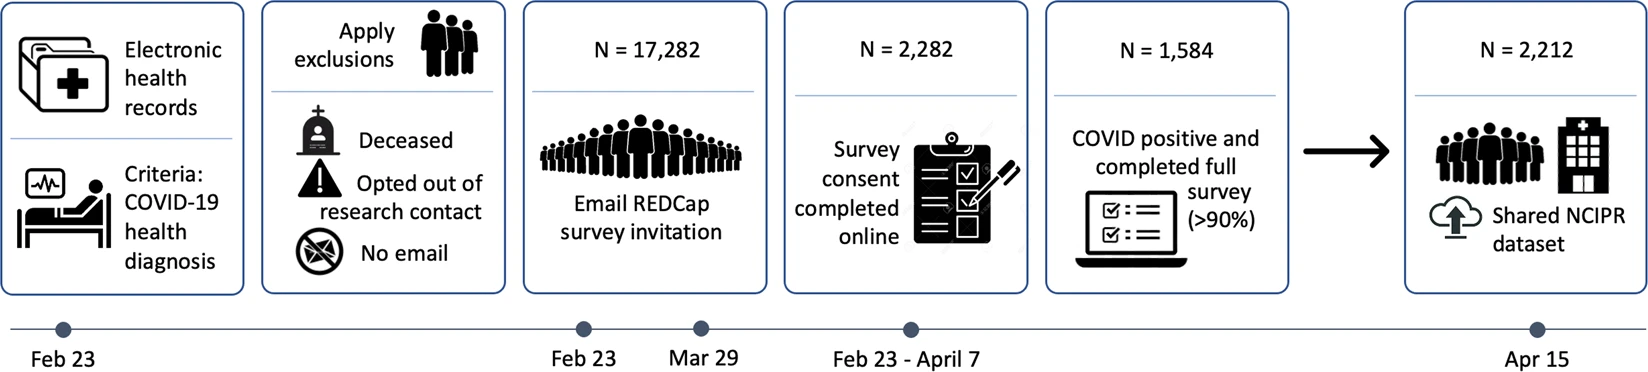 Electronic
health
records
Criteria:
COVID-19
health
diagnosis
Apply
exclusions
Deceased
Opted out of
research contact
No email
N = 17,282
Email REDCap
survey invitation
N = 2,282
Survey
consent
completed
online
N = 1,584
COVID positive and
completed full
survey
(>90%)
N = 2,212
Shared NCIPR
dataset
Feb 23
Feb 23
Mar 29
Feb 23 - April 7
Apr 15